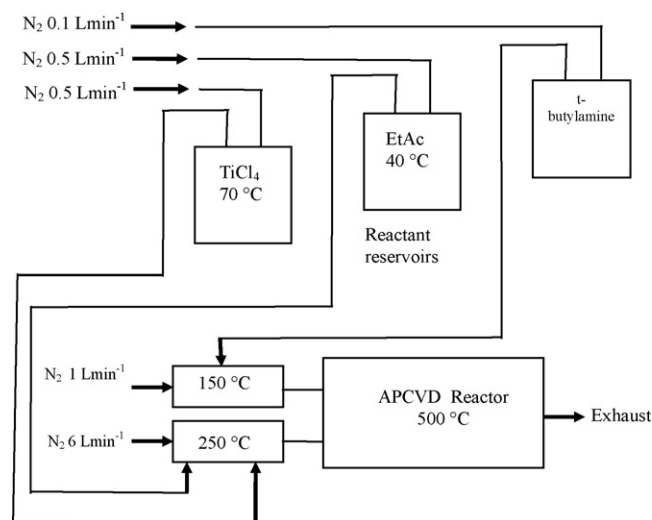 N₂ 0.1 Lmin⁻¹
N₂ 0.5 Lmin⁻¹
N₂ 0.5 Lmin⁻¹
t-
butylamine
EtAc
40 °C
TiCl₄
70 °C
Reactant
reservoirs
N₂ 1 Lmin⁻¹
150 °C
APCVD Reactor
500 °C
Exhaust
N₂ 6 Lmin⁻¹
250 °C